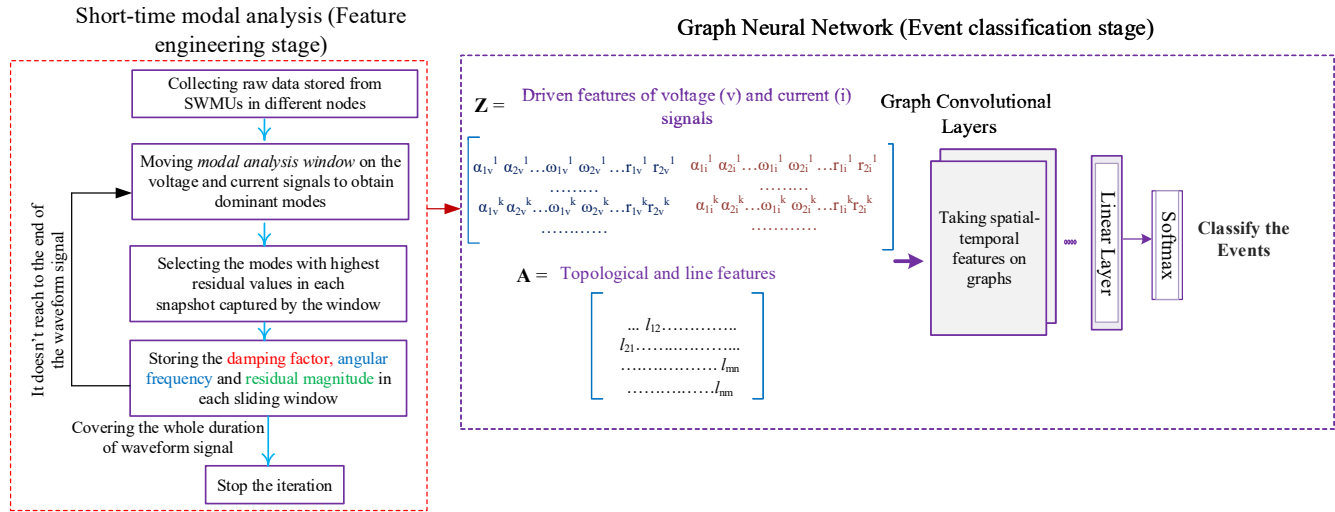 Short-time modal analysis (Feature
engineering stage)
Collecting raw data stored from
SWMUs in different nodes
Moving modal analysis window on the
voltage and current signals to obtain
dominant modes
Selecting the modes with highest
residual values in each
snapshot captured by the window
Storing the damping factor, angular
frequency and residual magnitude in
each sliding window
It doesn't reach to the end of
the waveform signal
Covering the whole duration
of waveform signal
Stop the iteration
Graph Neural Network (Event classification stage)
Z = Driven features of voltage (v) and current (i)
signals
α₁ᵥ¹ α₂ᵥ¹ …ω₁ᵥ¹ ω₂ᵥ¹ …r₁ᵥ¹ r₂ᵥ¹ α₁ᵢ¹ α₂ᵢ¹ …ω₁ᵢ¹ ω₂ᵢ¹ …r₁ᵢ¹ r₂ᵢ¹
……… ………
α₁ᵥᵏ α₂ᵥᵏ …ω₁ᵥᵏ ω₂ᵥᵏ …r₁ᵥᵏ r₂ᵥᵏ α₁ᵢᵏ α₂ᵢᵏ …ω₁ᵢᵏ ω₂ᵢᵏ …r₁ᵢᵏ r₂ᵢᵏ
………… …………
A = Topological and line features
... l₁₂…………..
l₂₁……..………...
………………… lₘₙ
……………….lₙₘ
Graph Convolutional
Layers
Taking spatial-
temporal
features on
graphs
Linear Layer
Softmax
Classify the
Events